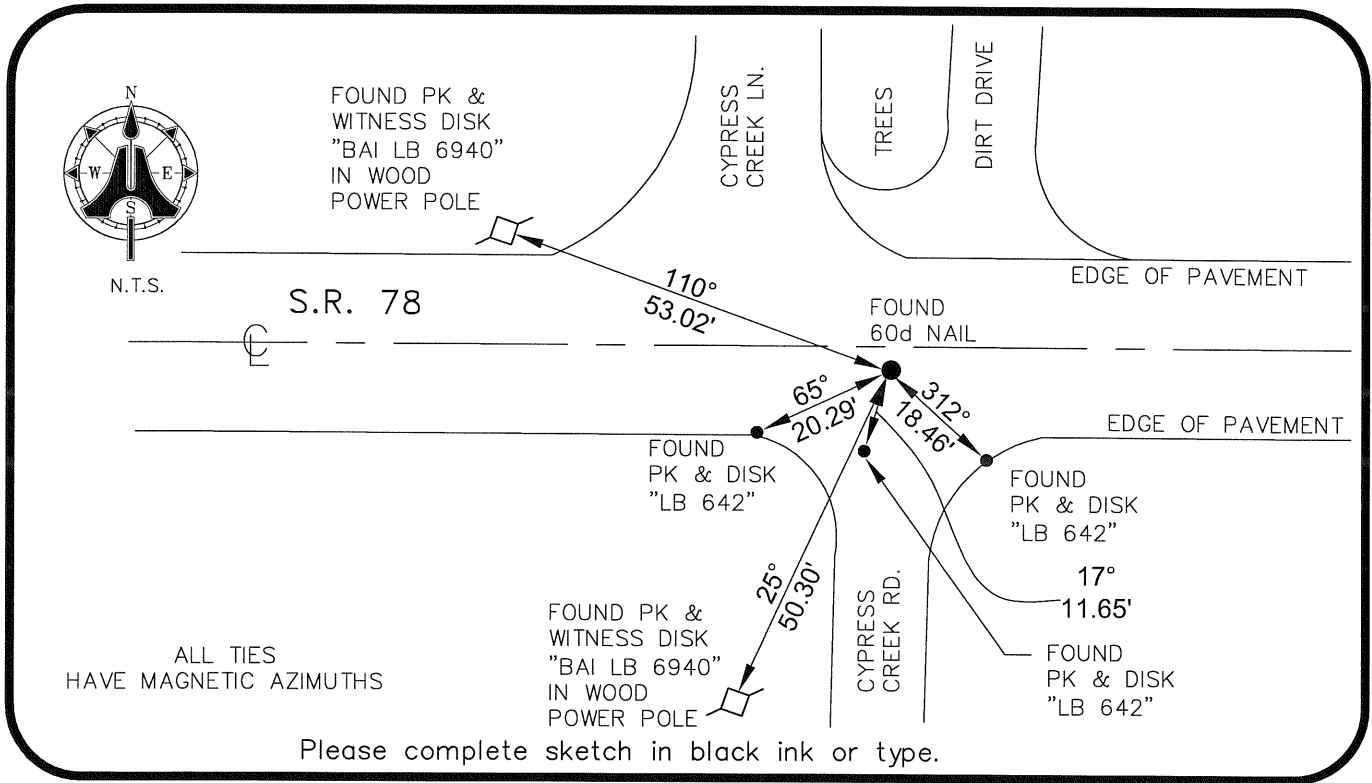 N
W
E
S
N.T.S.
FOUND PK &
WITNESS DISK
"BAI LB 6940"
IN WOOD
POWER POLE
CYPRESS
CREEK LN.
TREES
DIRT DRIVE
EDGE OF PAVEMENT
S.R. 78
110°
53.02'
FOUND
60d NAIL
CL
65°
20.29'
312°
18.46'
EDGE OF PAVEMENT
FOUND
PK & DISK
"LB 642"
FOUND
PK & DISK
"LB 642"
17°
11.65'
25°
50.30'
CYPRESS
CREEK RD.
FOUND PK &
WITNESS DISK
"BAI LB 6940"
IN WOOD
POWER POLE
FOUND
PK & DISK
"LB 642"
ALL TIES
HAVE MAGNETIC AZIMUTHS
Please complete sketch in black ink or type.